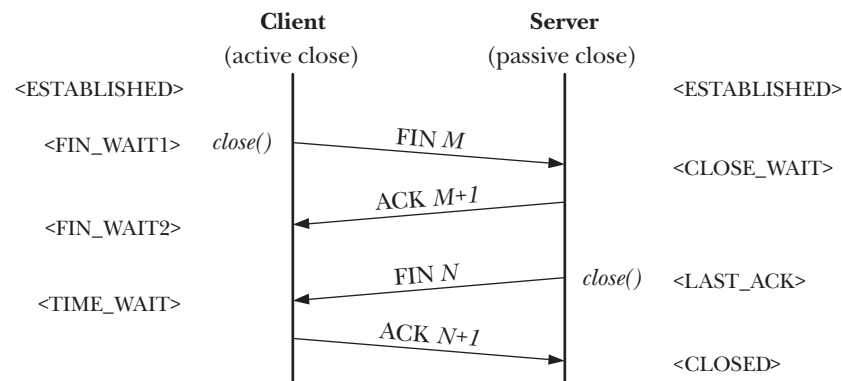 Client Server
(active close) (passive close)
<ESTABLISHED> <ESTABLISHED>
<FIN_WAIT1> close() FIN M
<CLOSE_WAIT>
ACK M+1
<FIN_WAIT2>
FIN N close() <LAST_ACK>
<TIME_WAIT>
ACK N+1
<CLOSED>